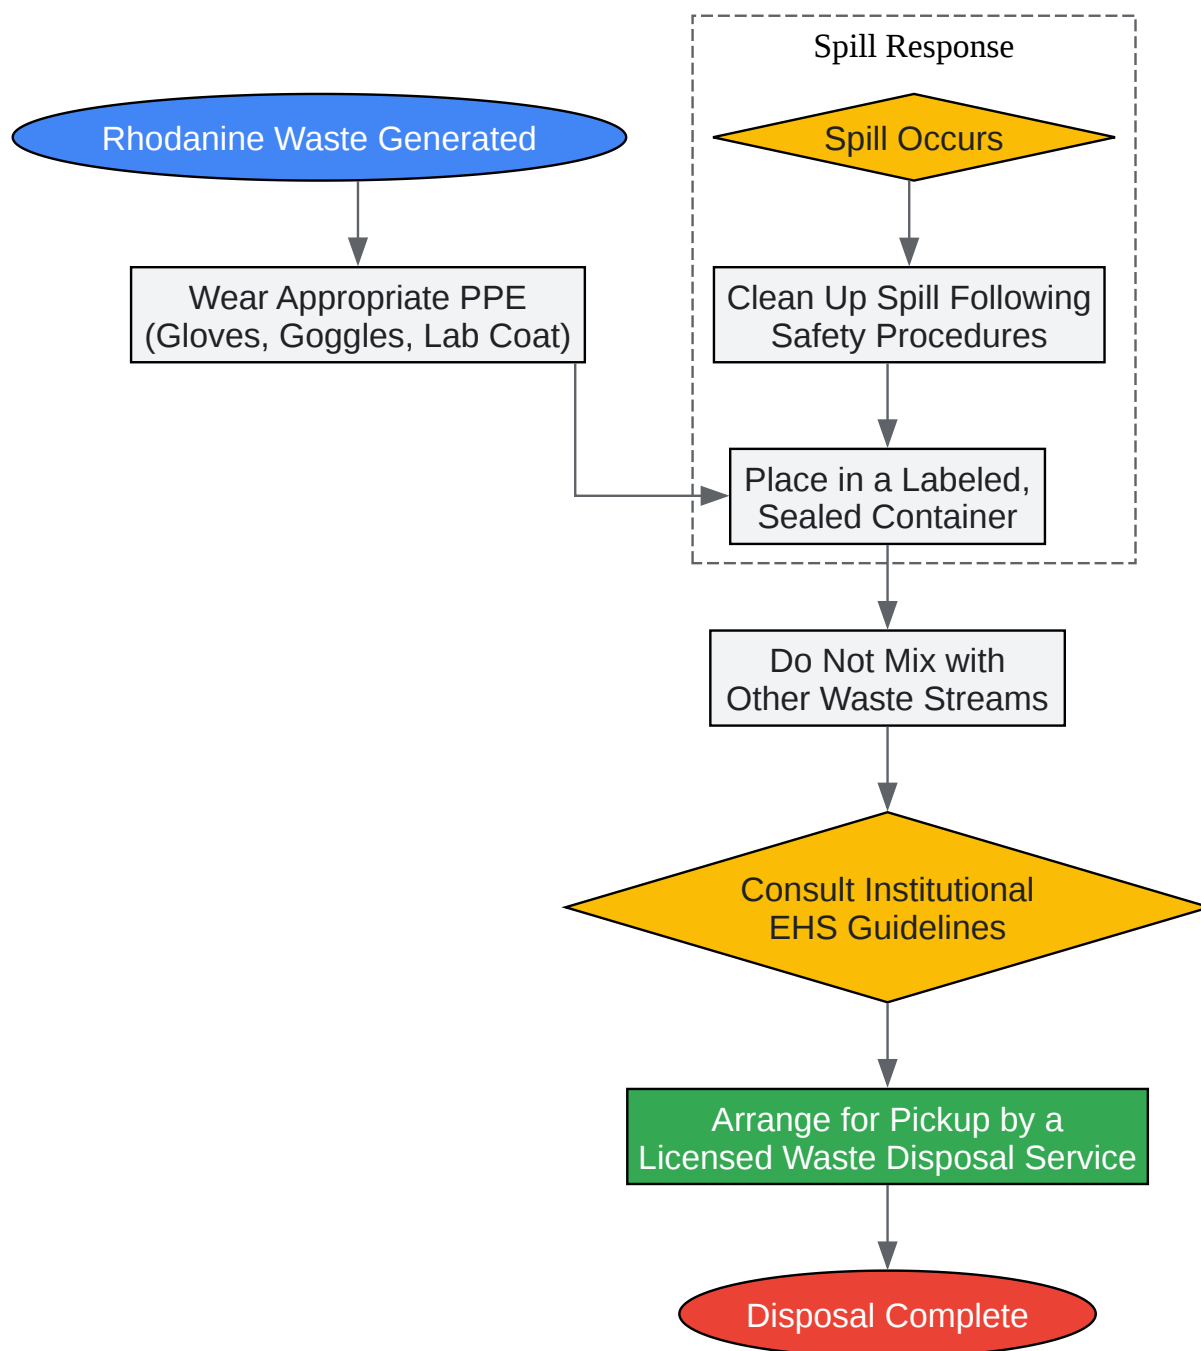 Spill Response
Rhodanine Waste Generated
Spill Occurs
Wear Appropriate PPE
(Gloves, Goggles, Lab Coat)
Clean Up Spill Following
Safety Procedures
Place in a Labeled,
Sealed Container
Do Not Mix with
Other Waste Streams
Consult Institutional
EHS Guidelines
Arrange for Pickup by a
Licensed Waste Disposal Service
Disposal Complete